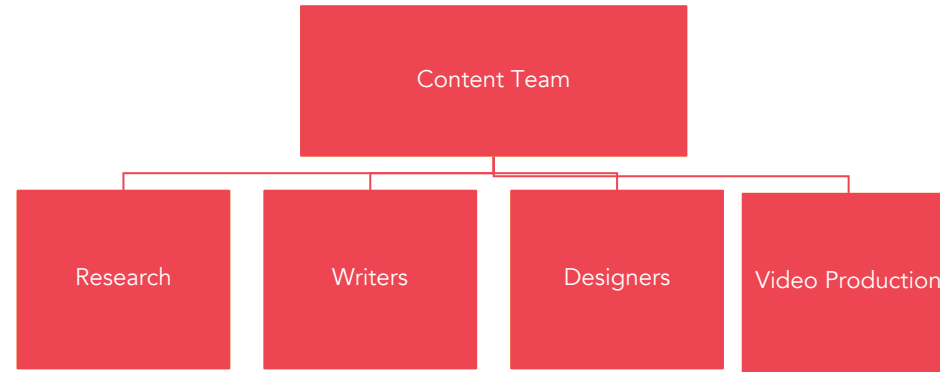 Content Team
Research
Writers
Designers
Video Production